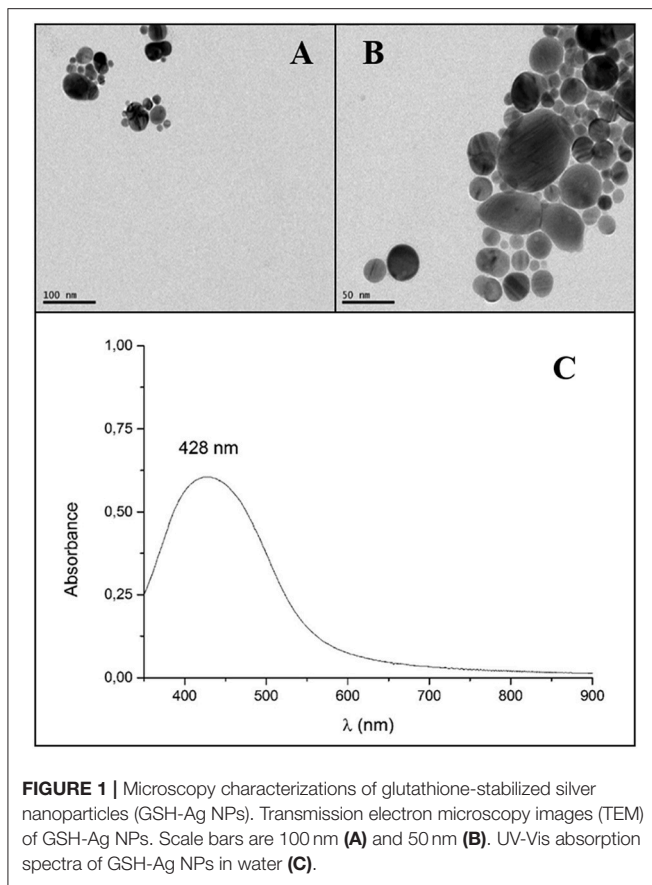 A
B
100 nm
50 nm
C
428 nm
1,00
0,75
0,50
0,25
0,00
Absorbance
400 500 600 700 800 900
λ (nm)
FIGURE 1 | Microscopy characterizations of glutathione-stabilized silver
nanoparticles (GSH-Ag NPs). Transmission electron microscopy images (TEM)
of GSH-Ag NPs. Scale bars are 100 nm (A) and 50 nm (B). UV-Vis absorption
spectra of GSH-Ag NPs in water (C).